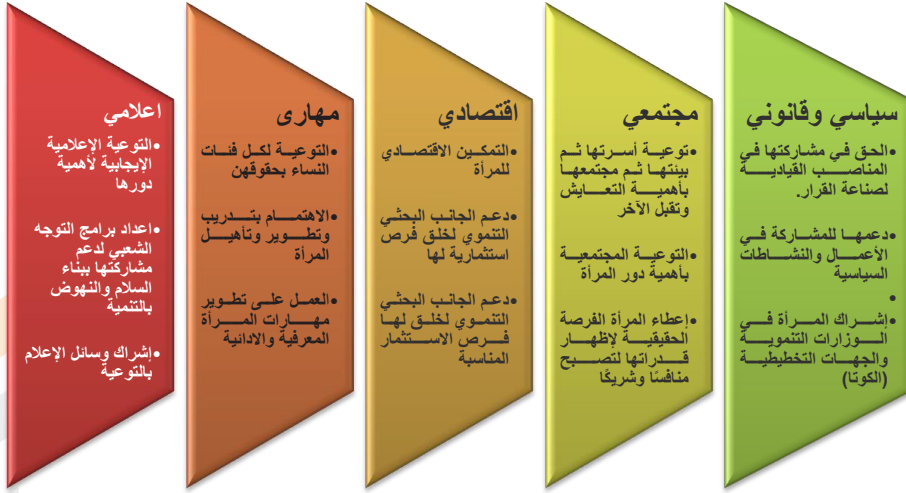 سياسي وقانوني
•الحق في مشاركتها في
المناصب القيادية
لصناعة القرار.
•دعمها للمشاركة في
الأعمال والنشاطات
السياسية
•
•إشراك المرأة في
الوزارات التنموية
والجهات التخطيطية
(الكوتا)
مجتمعي
•توعية أسرتها ثم
بيئتها ثم مجتمعها
بأهمية التعايش
وتقبل الآخر
•التوعية المجتمعية
بأهمية دور المرأة
•إعطاء المرأة الفرصة
الحقيقية لإظهار
قدراتها لتصبح
منافسًا وشريكًا
اقتصادي
•التمكين الاقتصادي
للمرأة
•دعم الجانب البحثي
التنموي لخلق فرص
استثمارية لها
•دعم الجانب البحثي
التنموي لخلق لها
فرص الاستثمار
المناسبة
مهارى
•التوعية لكل فئات
النساء بحقوقهن
•الاهتمام بتدريب
وتطوير وتأهيل
المرأة
•العمل على تطوير
مهارات المرأة
المعرفية والادائية
اعلامي
•التوعية الإعلامية
الإيجابية لأهمية
دورها
•اعداد برامج التوجه
الشعبي لدعم
مشاركتها ببناء
السلام والنهوض
بالتنمية
•إشراك وسائل الإعلام
بالتوعية